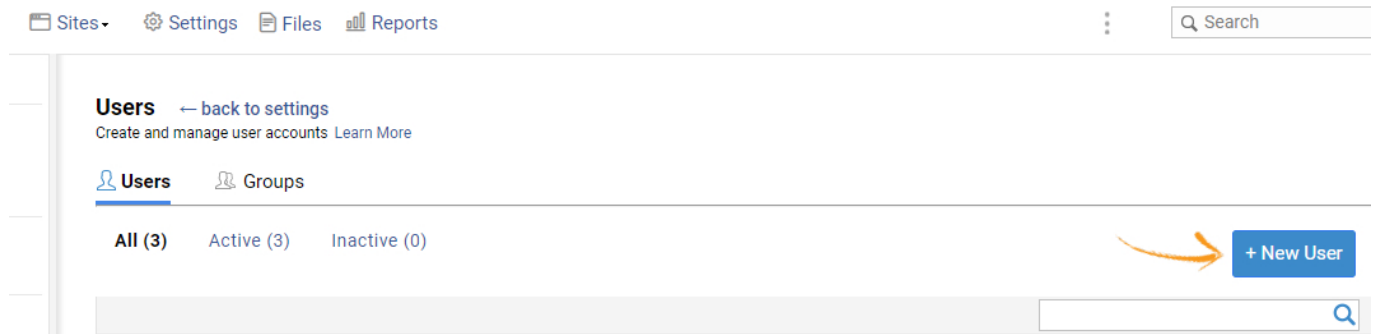 Sites Settings Files Reports Search
Users ← back to settings
Create and manage user accounts Learn More
Users Groups
All (3) Active (3) Inactive (0)
+ New User